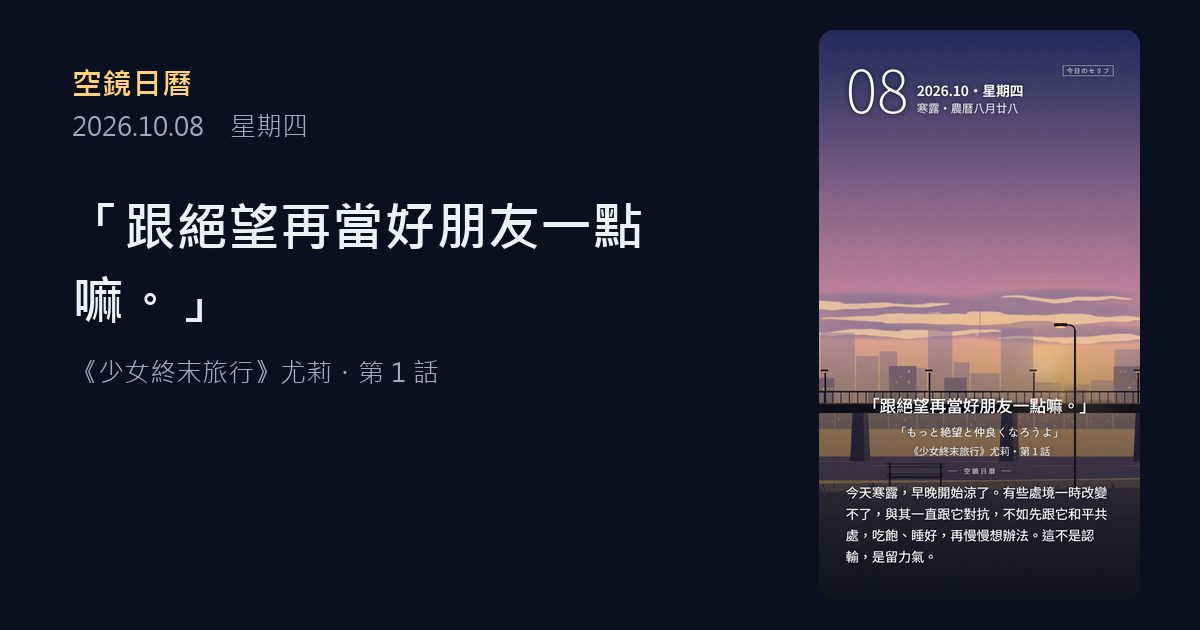 空鏡日曆
2026.10.08 星期四
「跟絕望再當好朋友一點
嘛。」
《少女終末旅行》尤莉・第 1 話
今日のセリフ
08
2026.10・星期四
寒露・農曆八月廿八
「跟絕望再當好朋友一點嘛。」
「もっと絶望と仲良くなろうよ」
《少女終末旅行》尤莉・第 1 話
— 空鏡日曆 —
今天寒露，早晚開始涼了。有些處境一時改變
不了，與其一直跟它對抗，不如先跟它和平共
處，吃飽、睡好，再慢慢想辦法。這不是認
輸，是留力氣。